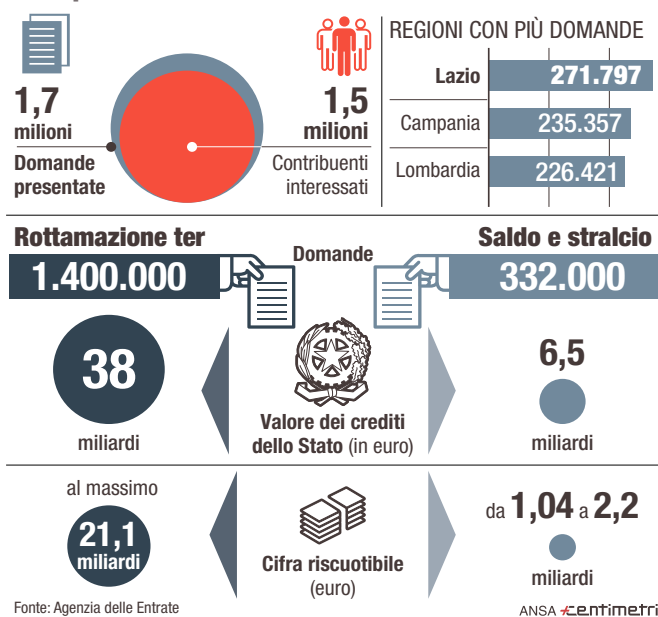 REGIONI CON PIÙ DOMANDE
1,7
milioni
Domande
presentate
1,5
milioni
Contribuenti
interessati
Lazio 271.797
Campania 235.357
Lombardia 226.421
Rottamazione ter
1.400.000
Domande
Saldo e stralcio
332.000
38
miliardi
Valore dei crediti
dello Stato (in euro)
6,5
miliardi
al massimo
21,1
miliardi
Cifra riscuotibile
(euro)
da 1,04 a 2,2
miliardi
Fonte: Agenzia delle Entrate
ANSA centimetri